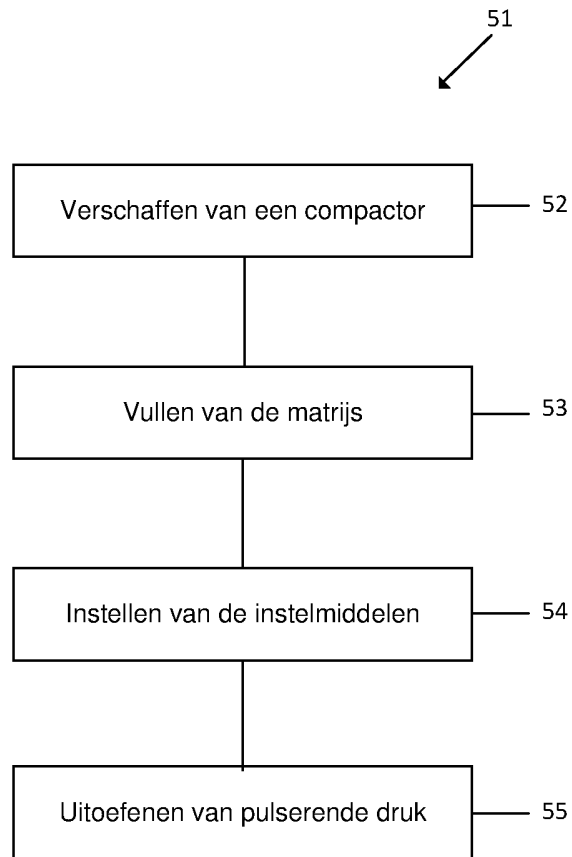 51
Verschaffen van een compactor
52
Vullen van de matrijs
53
Instellen van de instelmiddelen
54
Uitoefenen van pulserende druk
55